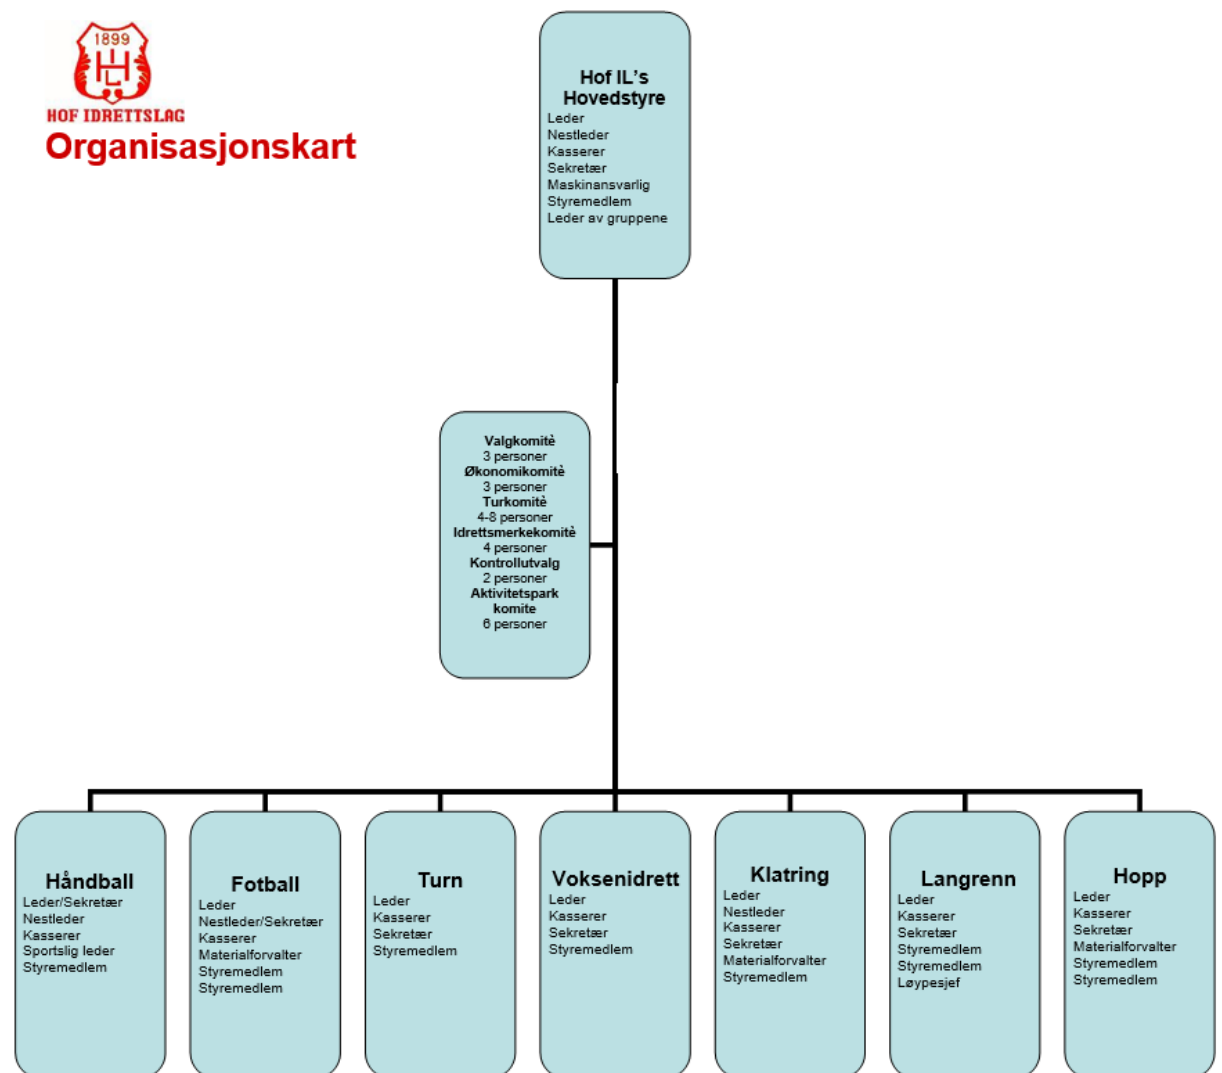 1899
HIL
HOF IDRETTSLAG
Organisasjonskart
Hof IL's
Hovedstyre
Leder
Nestleder
Kasserer
Sekretær
Maskinansvarlig
Styremedlem
Leder av gruppene
Valgkomitè
3 personer
Økonomikomitè
3 personer
Turkomitè
4-8 personer
Idrettsmerkekomitè
4 personer
Kontrollutvalg
2 personer
Aktivitetspark
komite
6 personer
Håndball
Leder/Sekretær
Nestleder
Kasserer
Sportslig leder
Styremedlem
Fotball
Leder
Nestleder/Sekretær
Kasserer
Materialforvalter
Styremedlem
Styremedlem
Turn
Leder
Kasserer
Sekretær
Styremedlem
Voksenidrett
Leder
Kasserer
Sekretær
Styremedlem
Klatring
Leder
Nestleder
Kasserer
Sekretær
Materialforvalter
Styremedlem
Langrenn
Leder
Kasserer
Sekretær
Styremedlem
Styremedlem
Løypesjef
Hopp
Leder
Kasserer
Sekretær
Materialforvalter
Styremedlem
Styremedlem